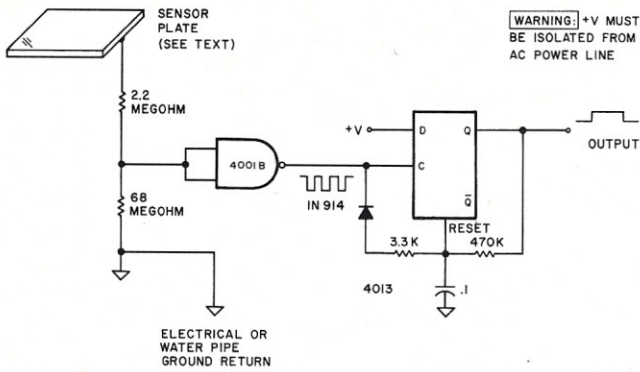 SENSOR
PLATE
(SEE TEXT)
WARNING: +V MUST
BE ISOLATED FROM
AC POWER LINE
2.2
MEGOHM
+V
D
Q
OUTPUT
4001B
C
68
MEGOHM
IN 914
Q̅
RESET
3.3K
470K
4013
.1
ELECTRICAL OR
WATER PIPE
GROUND RETURN